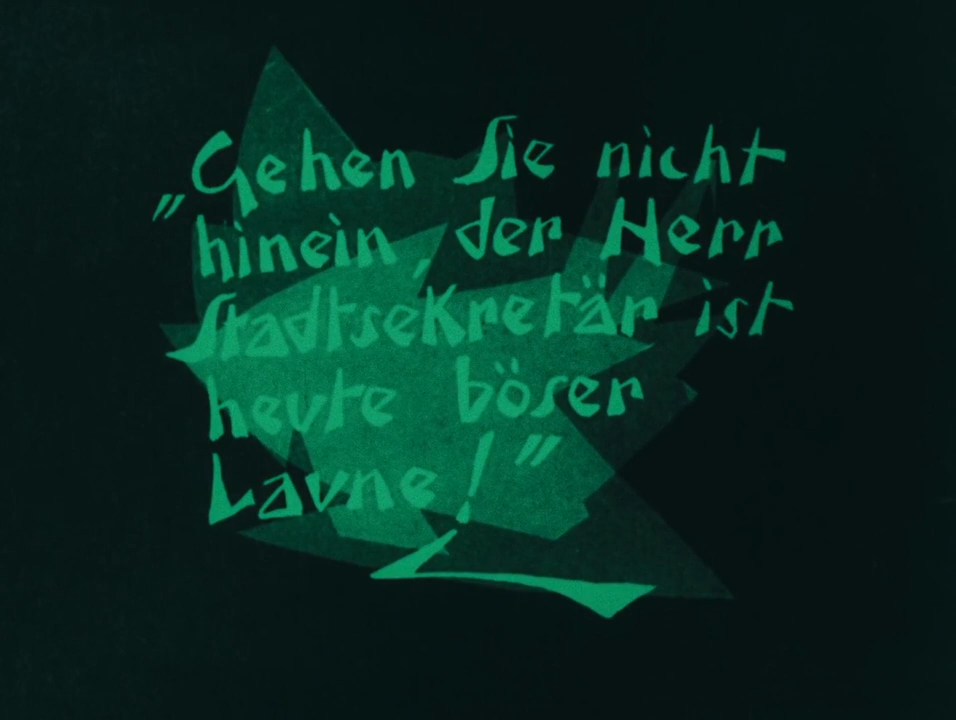 „Gehen Sie nicht
hinein, der Herr
Stadtsekretär ist
heute böser
Laune!”